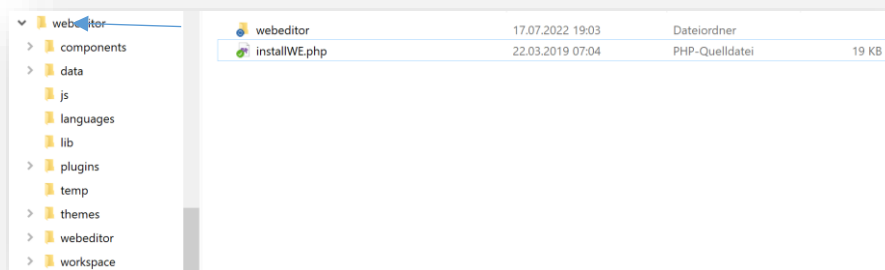 webeditor
components
data
js
languages
lib
plugins
temp
themes
webeditor
workspace
webeditor 17.07.2022 19:03 Dateiordner
installWE.php 22.03.2019 07:04 PHP-Quelldatei 19 KB